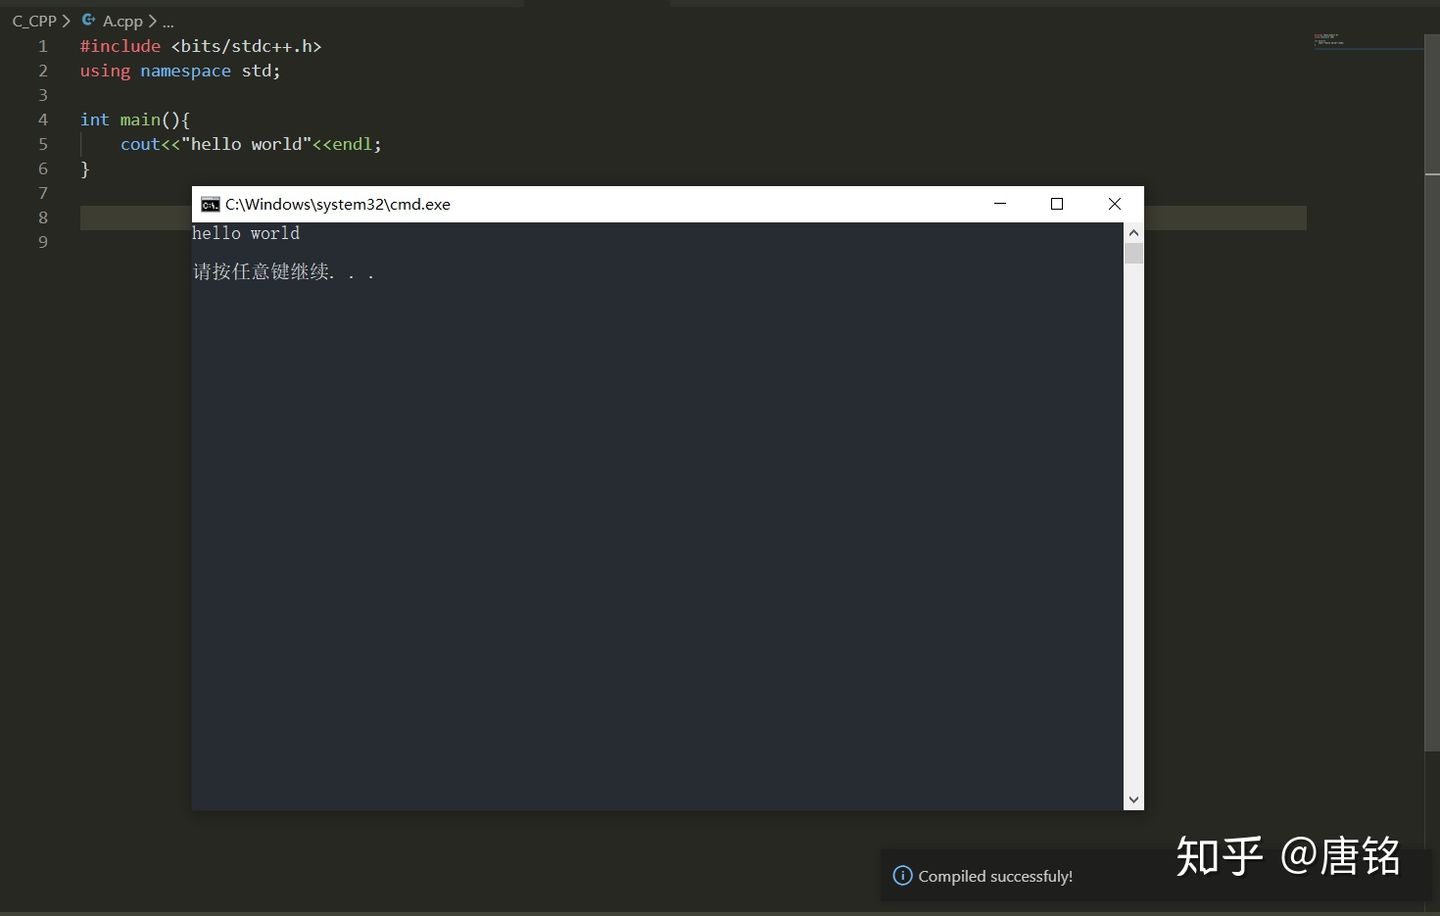 C_CPP > A.cpp > ...
1 #include <bits/stdc++.h>
2 using namespace std;
3
4 int main(){
5 cout<<"hello world"<<endl;
6 }
7
8
9
C:\Windows\system32\cmd.exe
hello world
请按任意键继续. . .
Compiled successfuly!
知乎 @唐铭